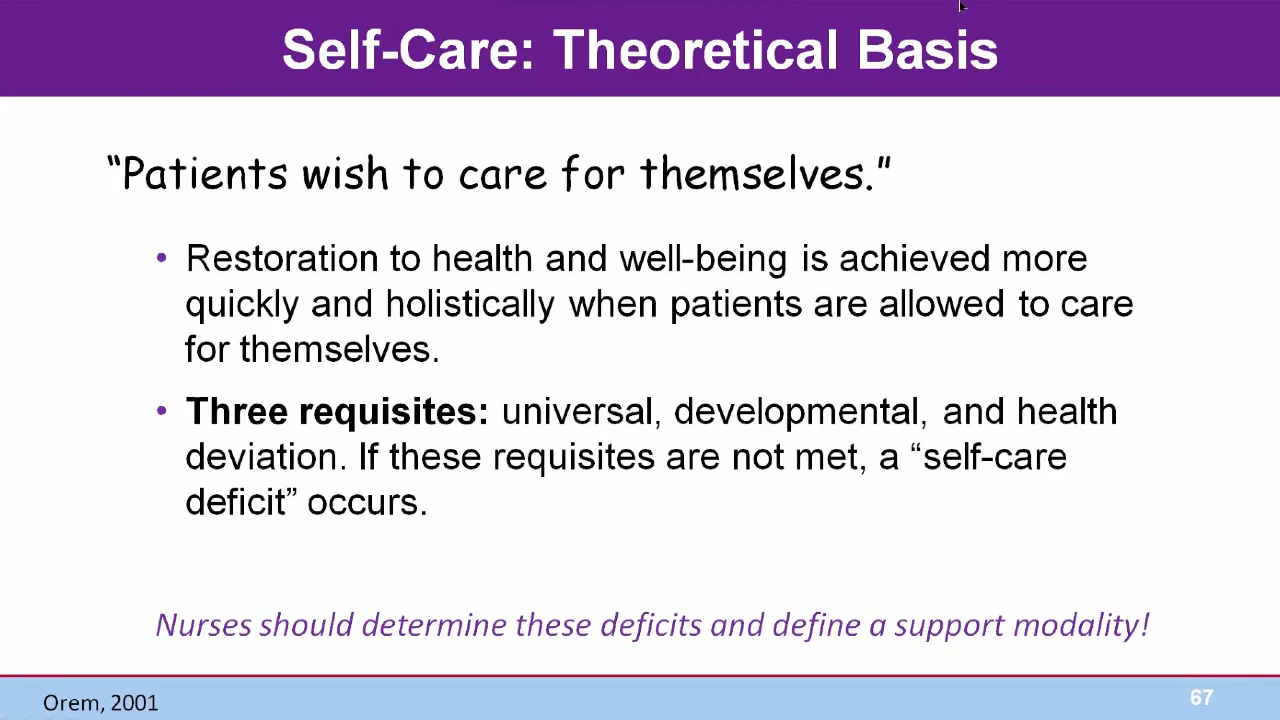 Self-Care: Theoretical Basis
“Patients wish to care for themselves.”
• Restoration to health and well-being is achieved more
quickly and holistically when patients are allowed to care
for themselves.
• Three requisites: universal, developmental, and health
deviation. If these requisites are not met, a “self-care
deficit” occurs.
Nurses should determine these deficits and define a support modality!
Orem, 2001
67